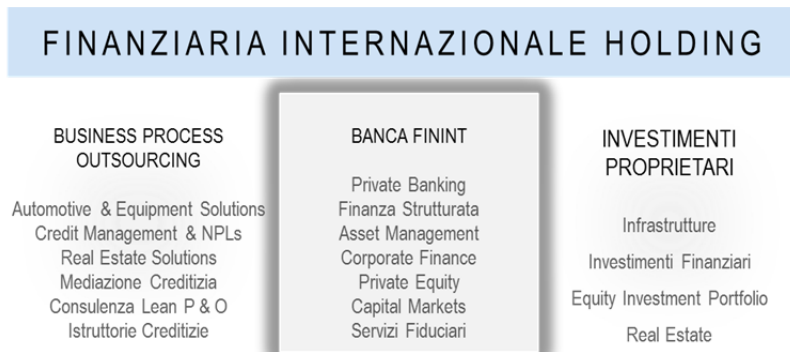 FINANZIARIA INTERNAZIONALE HOLDING
BUSINESS PROCESS
OUTSOURCING
Automotive & Equipment Solutions
Credit Management & NPLs
Real Estate Solutions
Mediazione Creditizia
Consulenza Lean P & O
Istruttorie Creditizie
BANCA FININT
Private Banking
Finanza Strutturata
Asset Management
Corporate Finance
Private Equity
Capital Markets
Servizi Fiduciari
INVESTIMENTI
PROPRIETARI
Infrastrutture
Investimenti Finanziari
Equity Investment Portfolio
Real Estate